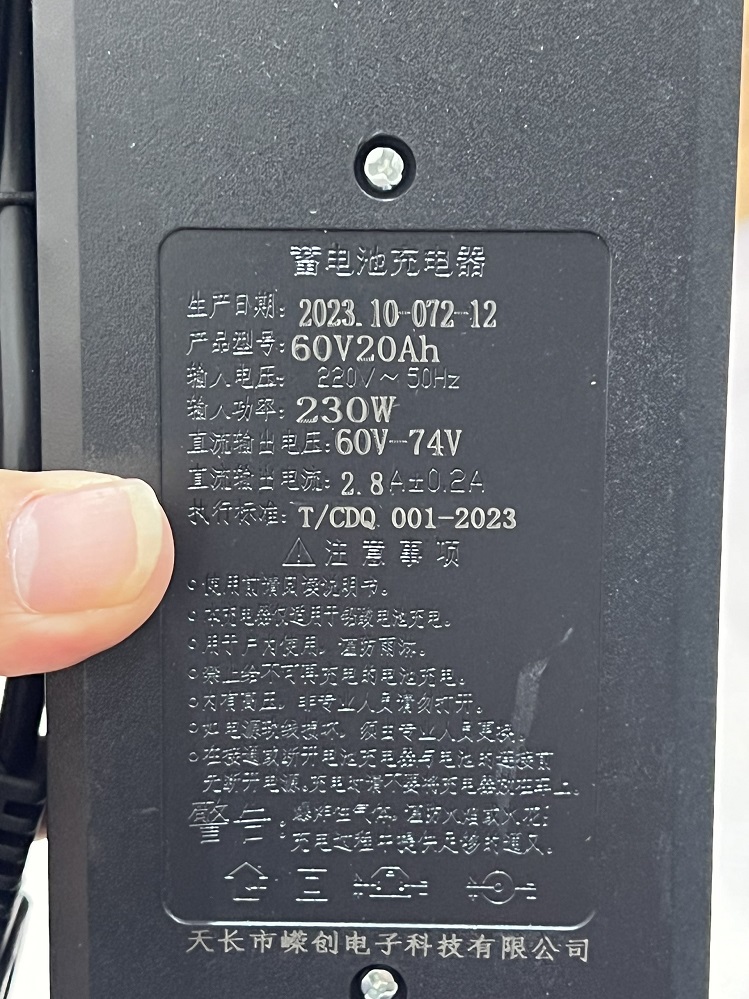 蓄电池充电器
生产日期: 2023.10-072-12
产品型号: 60V20Ah
输入电压: 220V~50Hz
输入功率: 230W
直流输出电压: 60V-74V
直流输出电流: 2.8A±0.2A
执行标准: T/CDQ 001-2023
注意事项
使用前请阅读说明书。
本充电器仅适用于铅酸电池充电。
用于户内使用，谨防雨淋。
禁止给不可再充电的电池充电。
内有高压，非专业人员请勿打开。
如电源软线损坏，须由专业人员更换。
在接通或断开电池充电器与电池的连接前
先断开电源。充电时请不要将充电器放在车上。
警告: 爆炸性气体，谨防火焰或火花；
充电过程中提供足够的通风。
天长市嵘创电子科技有限公司